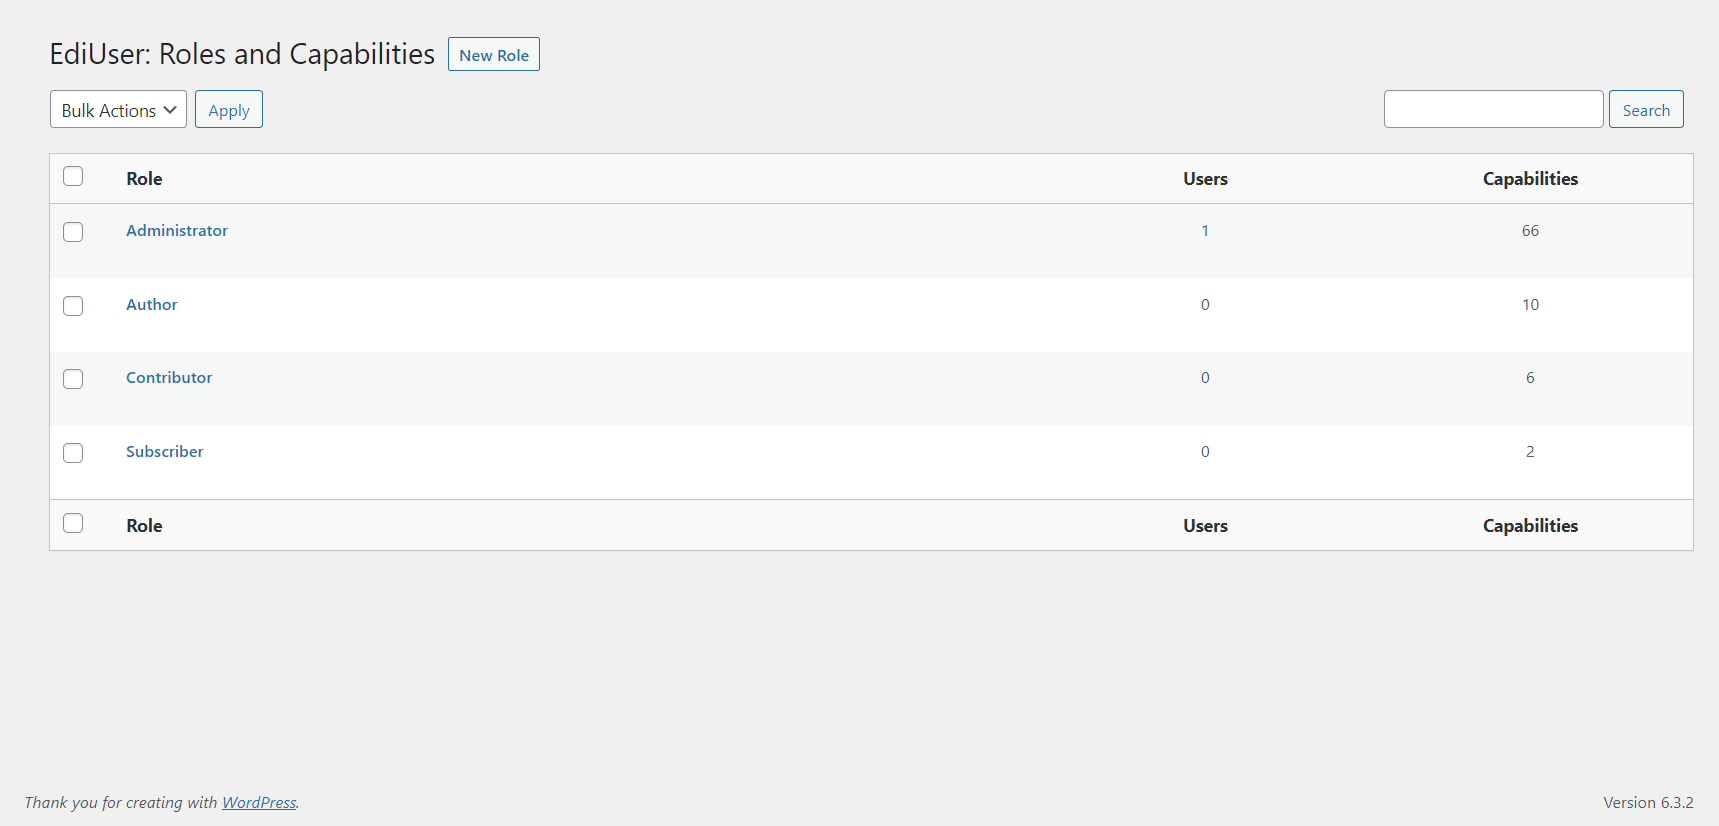 EdiUser: Roles and Capabilities New Role
Bulk Actions Apply Search
Role Users Capabilities
Administrator 1 66
Author 0 10
Contributor 0 6
Subscriber 0 2
Role Users Capabilities
Thank you for creating with WordPress. Version 6.3.2